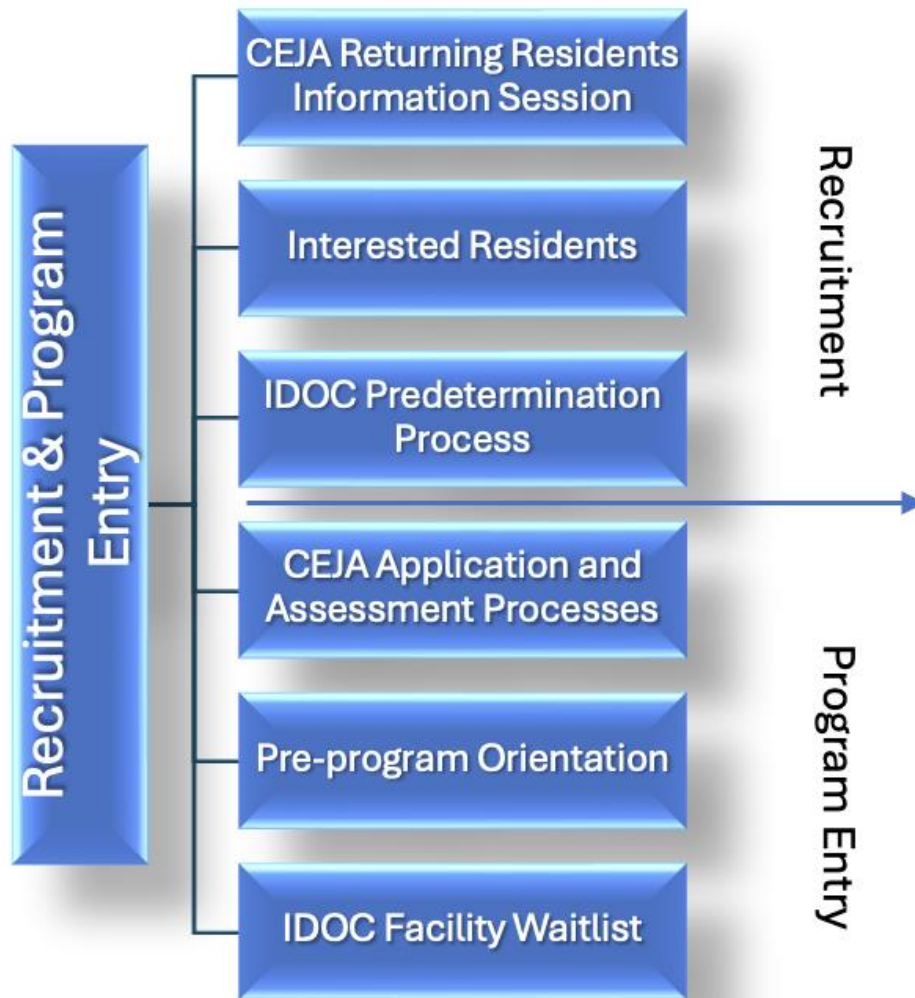 Recruitment & Program
Entry
CEJA Returning Residents
Information Session
Interested Residents
IDOC Predetermination
Process
CEJA Application and
Assessment Processes
Pre-program Orientation
IDOC Facility Waitlist
Recruitment
Program Entry